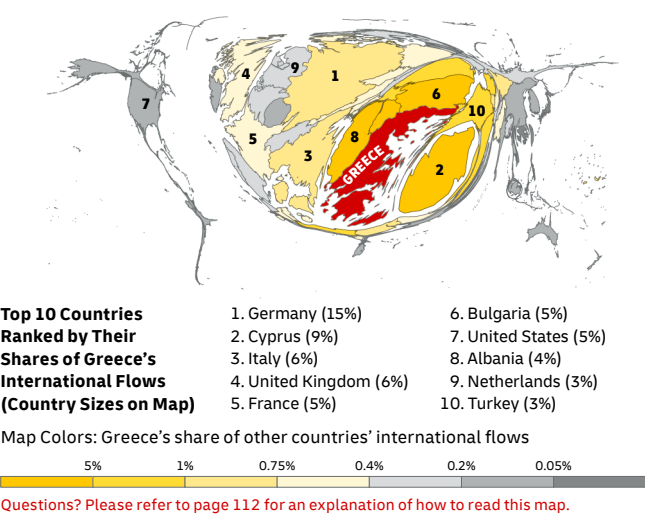 4
9
1
7
6
10
5
8
3
GREECE
2
Top 10 Countries
Ranked by Their
Shares of Greece's
International Flows
(Country Sizes on Map)
1. Germany (15%)
2. Cyprus (9%)
3. Italy (6%)
4. United Kingdom (6%)
5. France (5%)
6. Bulgaria (5%)
7. United States (5%)
8. Albania (4%)
9. Netherlands (3%)
10. Turkey (3%)
Map Colors: Greece's share of other countries' international flows
5% 1% 0.75% 0.4% 0.2% 0.05%
Questions? Please refer to page 112 for an explanation of how to read this map.